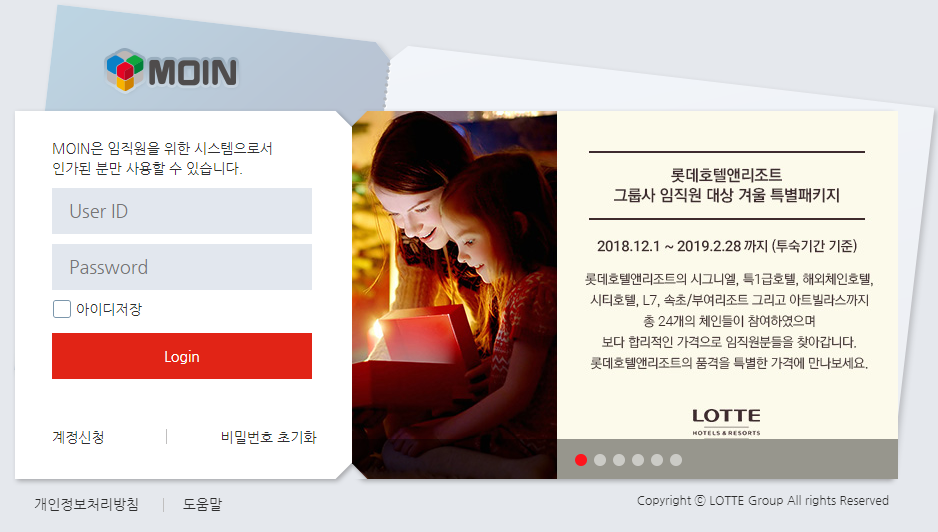 MOIN
MOIN은 임직원을 위한 시스템으로서
인가된 분만 사용할 수 있습니다.
User ID
Password
아이디저장
Login
계정신청
비밀번호 초기화
롯데호텔앤리조트
그룹사 임직원 대상 겨울 특별패키지
2018.12.1 ~ 2019.2.28 까지 (투숙기간 기준)
롯데호텔앤리조트의 시그니엘, 특1급호텔, 해외체인호텔,
시티호텔, L7, 속초/부여리조트 그리고 아트빌라스까지
총 24개의 체인들이 참여하였으며
보다 합리적인 가격으로 임직원분들을 찾아갑니다.
롯데호텔앤리조트의 품격을 특별한 가격에 만나보세요.
LOTTE
HOTELS & RESORTS
개인정보처리방침
도움말
Copyright ⓒ LOTTE Group All rights Reserved